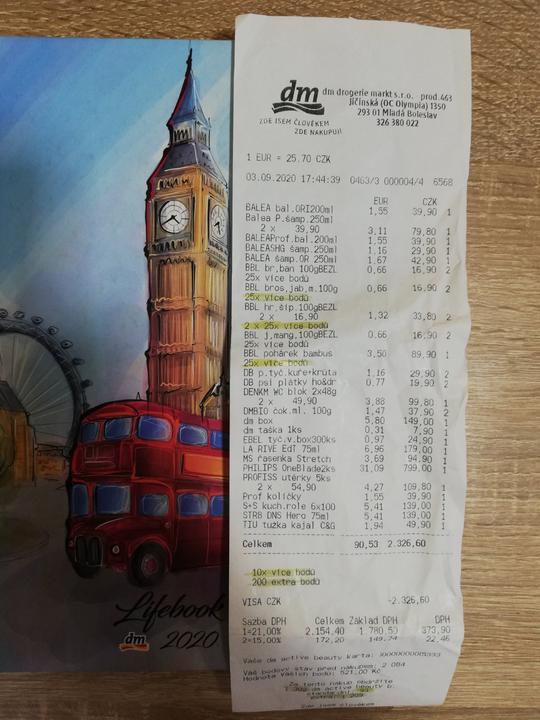 dm dm drogerie markt s.r.o. prod.463
Jičínská (OC Olympia) 1350
293 01 Mladá Boleslav
326 380 022
ZDE JSEM ČLOVĚKEM
ZDE NAKUPUJI
1 EUR = 25.70 CZK
03.09.2020 17:44:39 0463/3 000004/4 6568
EUR CZK
BALEA bal.ORI200ml 1,55 39,90 1
Balea P.šamp.250ml
2 x 39,90 3,11 79,80 1
BALEAProf.bal.200ml 1,55 39,90 1
BALEASHG šamp.250ml 1,16 29,90 1
BALEA šamp.OR 250ml 1,67 42,90 1
BBL br,ban 100gBEZL 0,66 16,90 2
25x více bodů
BBL bros,jab,m.100g 0,66 16,90 2
25x více bodů
BBL hr,šíp.100gBEZL
2 x 16,90 1,32 33,80 2
2 x 25x více bodů
BBL j,mang,100gBEZL 0,66 16,90 2
25x více bodů
BBL pohárek bambus 3,50 89,90 1
25x více bodů
DB p.tyč.kuře+krůta 1,16 29,90 2
DB psí plátky ho&dr 0,77 19,90 2
DENKM WC blok 2x48g
2 x 49,90 3,88 99,80 1
DMBIO čok.ml. 100g 1,47 37,90 2
dm box 5,80 149,00 1
dm taška 1ks 0,31 7,90 1
EBEL tyč.v.box300ks 0,97 24,90 1
LA RIVE EdT 75ml 6,96 179,00 1
MS řasenka Stretch 3,69 94,90 1
PHILIPS OneBlade2ks 31,09 799,00 1
PROFISS utěrky 5ks
2 x 54,90 4,27 109,80 1
Prof kolíčky 1,55 39,90 1
S+S kuch.role 6x100 5,41 139,00 1
STR8 DNS Hero 75ml 5,41 139,00 1
TIU tužka kajal C&G 1,94 49,90 1
Celkem 90,53 2.326,60
10x více bodů
200 extra bodů
VISA CZK -2.326,60
Sazba DPH Celkem Základ DPH DPH
1=21,00% 2.154,40 1.780,50 373,90
2=15,00% 172,20 149,74 22,46
Vaše dm active beauty karta:
Váš bodový stav před nákupem: 2 084
Hodnota Vašich bodů: 521,00 Kč
Za tento nákup obdržíte
dm active beauty b.
Zde jsem člověkem
Lifebook
dm 2020